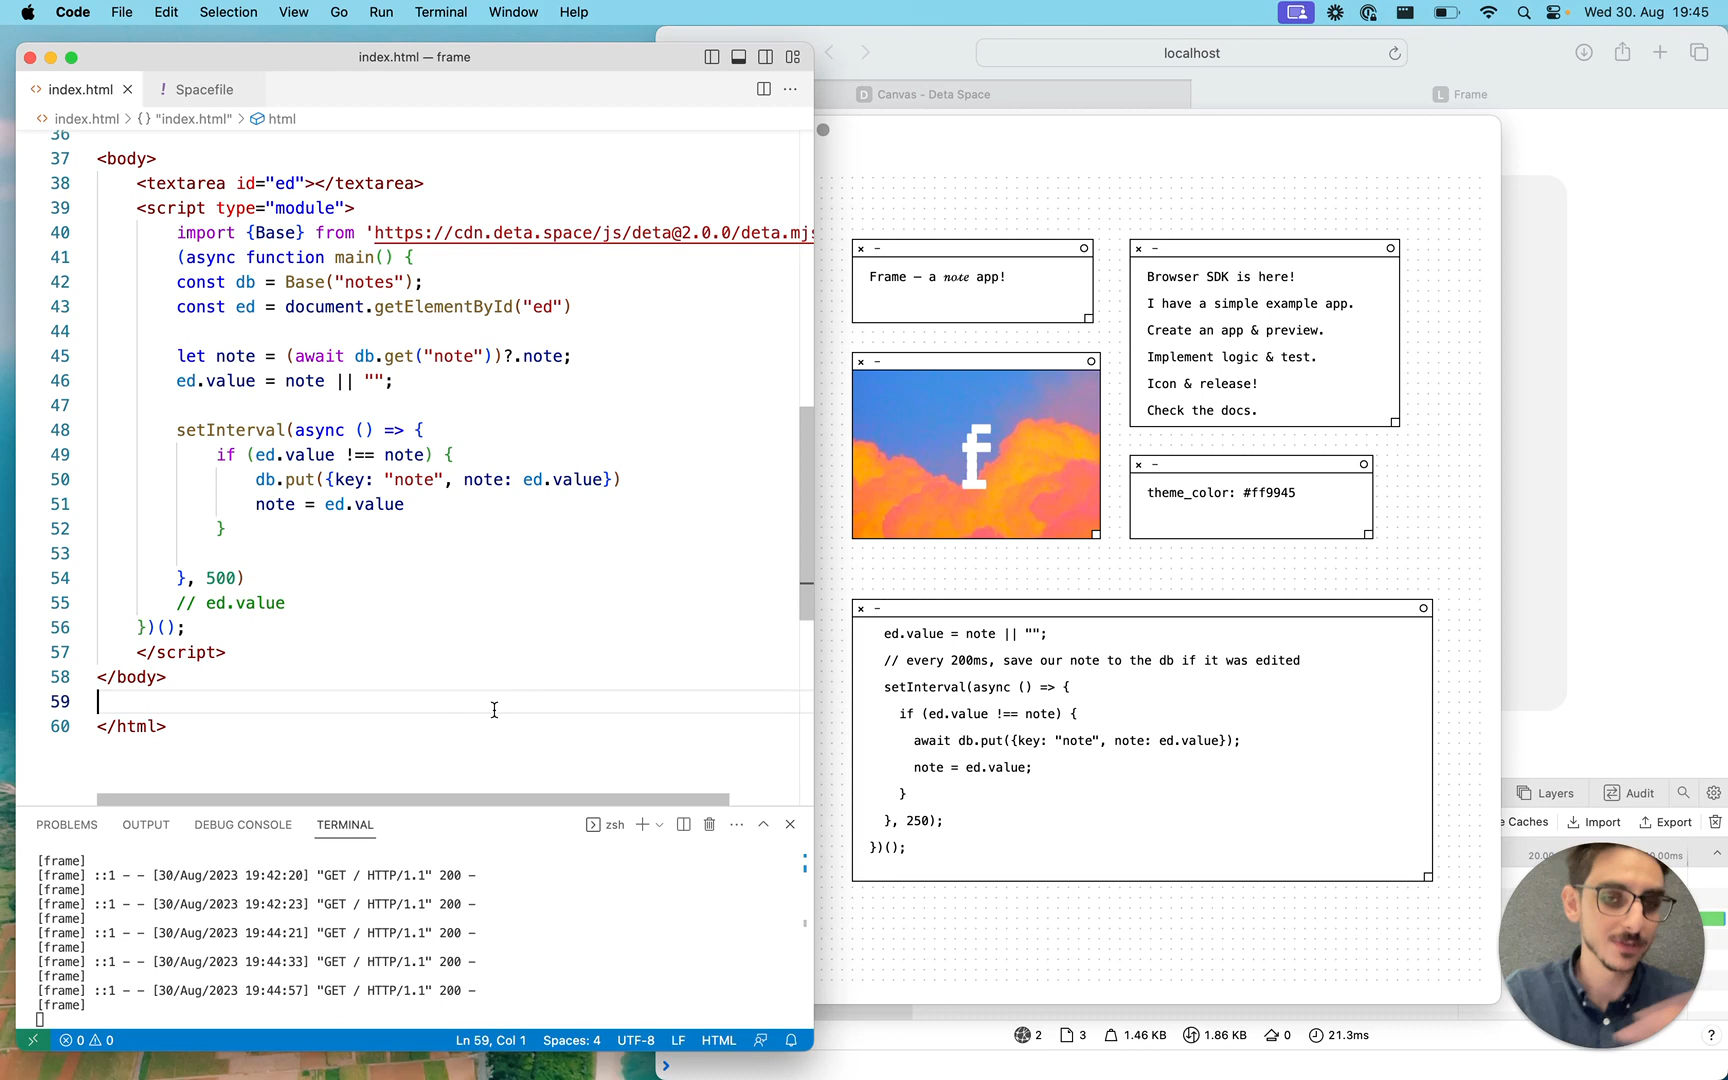 Code File Edit Selection View Go Run Terminal Window Help
Wed 30. Aug 19:45
index.html — frame
index.html
! Spacefile
index.html > {} "index.html" > html
36
37 <body>
38 <textarea id="ed"></textarea>
39 <script type="module">
40 import {Base} from 'https://cdn.deta.space/js/deta@2.0.0/deta.mjs
41 (async function main() {
42 const db = Base("notes");
43 const ed = document.getElementById("ed")
44
45 let note = (await db.get("note"))?.note;
46 ed.value = note || "";
47
48 setInterval(async () => {
49 if (ed.value !== note) {
50 db.put({key: "note", note: ed.value})
51 note = ed.value
52 }
53
54 }, 500)
55 // ed.value
56 })();
57 </script>
58 </body>
59
60 </html>
PROBLEMS OUTPUT DEBUG CONSOLE TERMINAL
zsh
[frame]
[frame] ::1 - - [30/Aug/2023 19:42:20] "GET / HTTP/1.1" 200 -
[frame]
[frame] ::1 - - [30/Aug/2023 19:42:23] "GET / HTTP/1.1" 200 -
[frame]
[frame] ::1 - - [30/Aug/2023 19:44:21] "GET / HTTP/1.1" 200 -
[frame]
[frame] ::1 - - [30/Aug/2023 19:44:33] "GET / HTTP/1.1" 200 -
[frame]
[frame] ::1 - - [30/Aug/2023 19:44:57] "GET / HTTP/1.1" 200 -
[frame]
0 0
Ln 59, Col 1 Spaces: 4 UTF-8 LF HTML
localhost
D Canvas - Deta Space
L Frame
Frame — a note app!
Browser SDK is here!
I have a simple example app.
Create an app & preview.
Implement logic & test.
Icon & release!
Check the docs.
f
theme_color: #ff9945
ed.value = note || "";
// every 200ms, save our note to the db if it was edited
setInterval(async () => {
if (ed.value !== note) {
await db.put({key: "note", note: ed.value});
note = ed.value;
}
}, 250);
})();
Layers Audit
e Caches Import Export
2 3 1.46 KB 1.86 KB 0 21.3ms
?